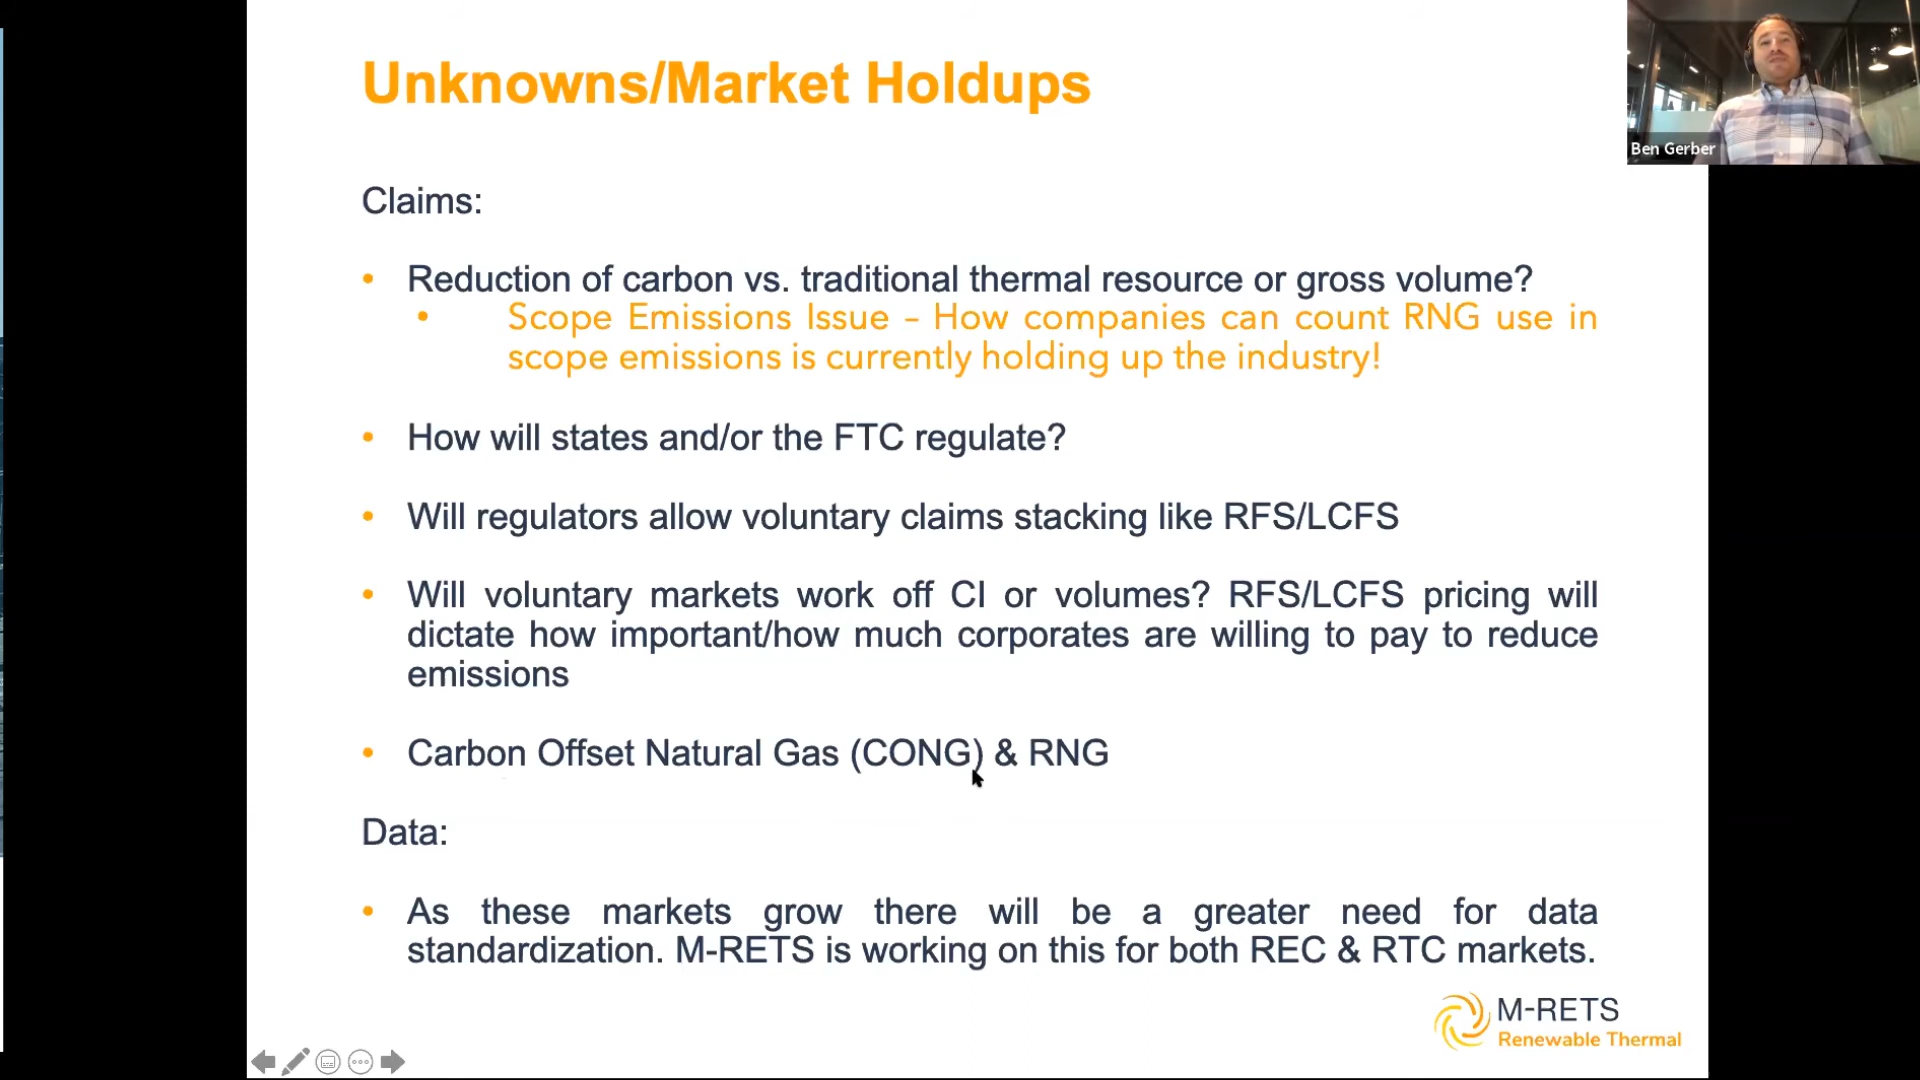 Unknowns/Market Holdups
Ben Gerber
Claims:
• Reduction of carbon vs. traditional thermal resource or gross volume?
• Scope Emissions Issue – How companies can count RNG use in
scope emissions is currently holding up the industry!
• How will states and/or the FTC regulate?
• Will regulators allow voluntary claims stacking like RFS/LCFS
• Will voluntary markets work off CI or volumes? RFS/LCFS pricing will
dictate how important/how much corporates are willing to pay to reduce
emissions
• Carbon Offset Natural Gas (CONG) & RNG
Data:
• As these markets grow there will be a greater need for data
standardization. M-RETS is working on this for both REC & RTC markets.
M-RETS
Renewable Thermal